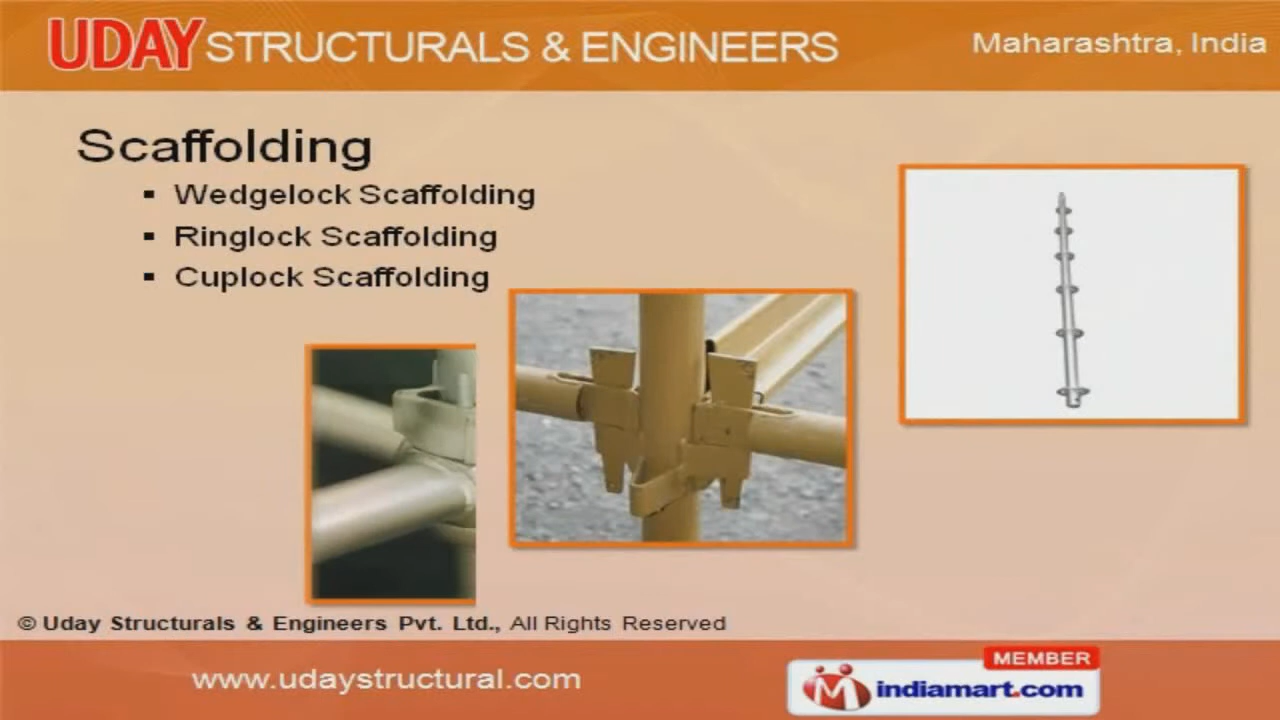 UDAY STRUCTURALS & ENGINEERS
Maharashtra, India
Scaffolding
▪ Wedgelock Scaffolding
▪ Ringlock Scaffolding
▪ Cuplock Scaffolding
© Uday Structurals & Engineers Pvt. Ltd., All Rights Reserved
www.udaystructural.com
MEMBER
indiamart.com